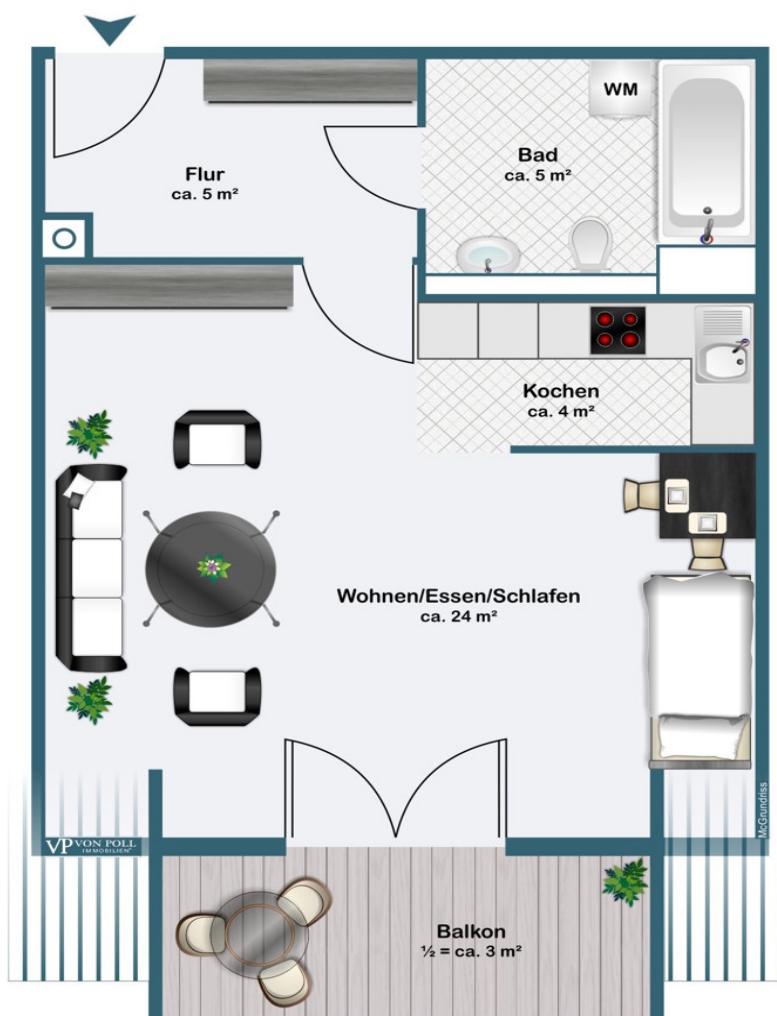 WM
Bad
ca. 5 m²
Flur
ca. 5 m²
Kochen
ca. 4 m²
Wohnen/Essen/Schlafen
ca. 24 m²
McGrundriss
VP VON POLL
IMMOBILIEN®
Balkon
½ = ca. 3 m²